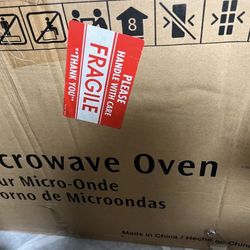 8
PLEASE
HANDLE WITH CARE
FRAGILE
"THANK YOU"
crowave Oven
ur Micro-Onde
orno de Microondas
Made in China / Hecho en China